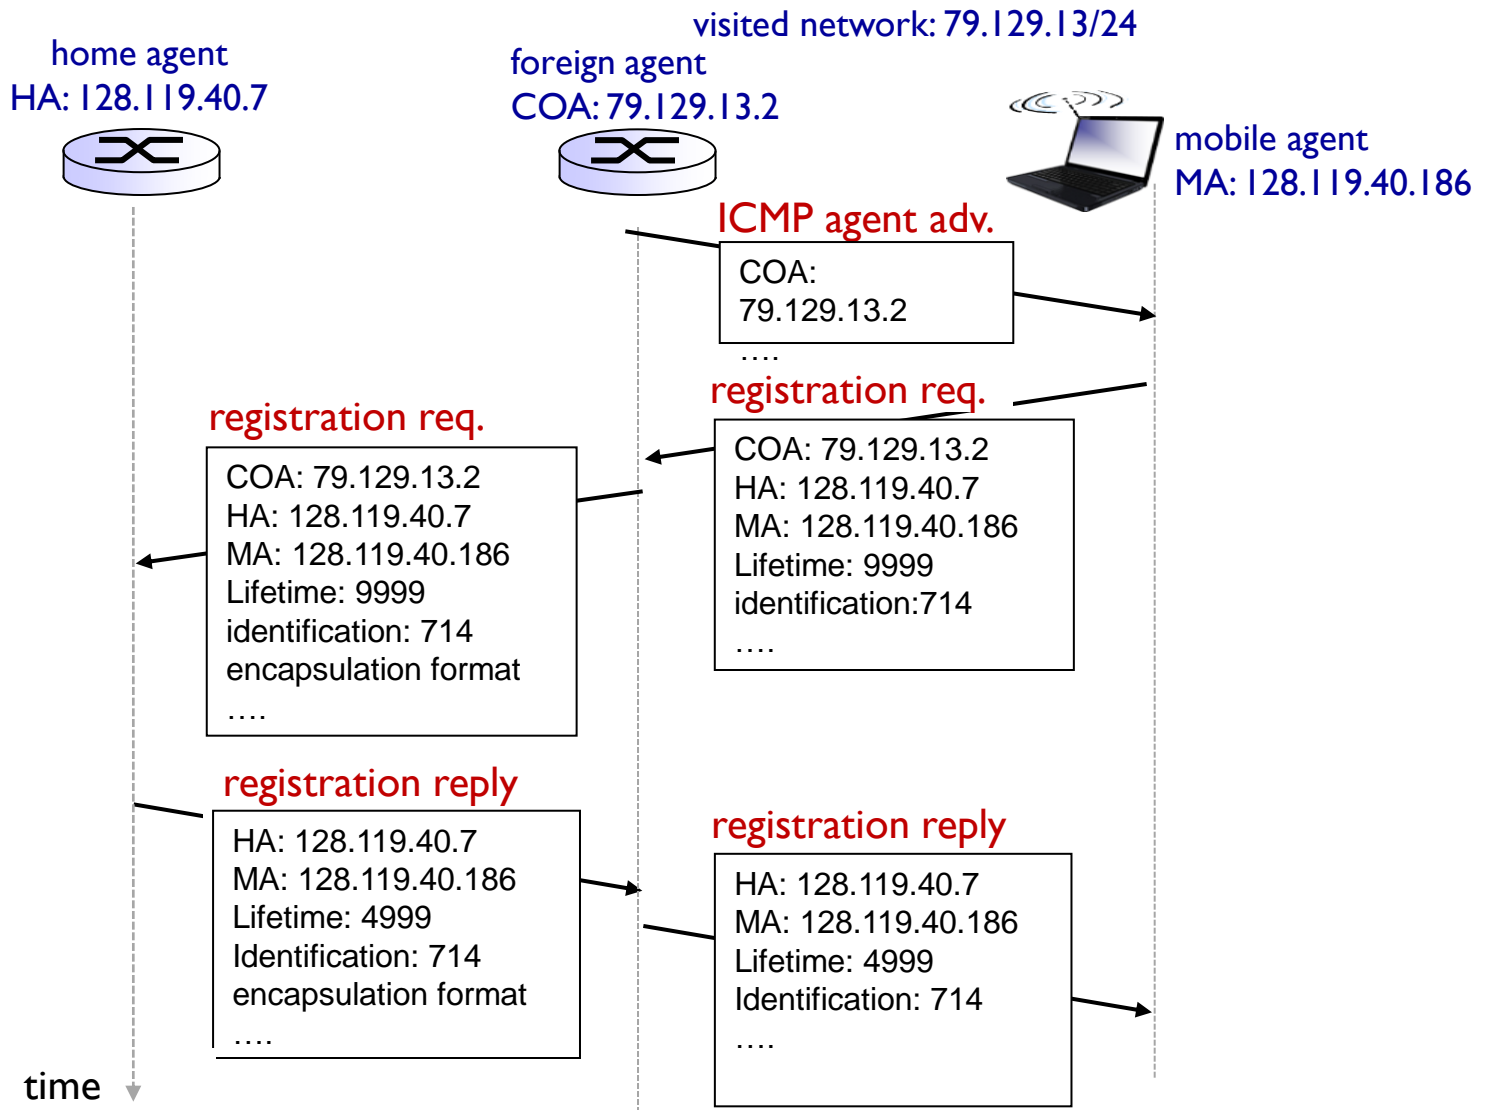 visited network: 79.129.13/24
home agent
HA: 128.119.40.7
foreign agent
COA: 79.129.13.2
mobile agent
MA: 128.119.40.186
ICMP agent adv.
COA:
79.129.13.2
….
registration req.
COA: 79.129.13.2
HA: 128.119.40.7
MA: 128.119.40.186
Lifetime: 9999
identification:714
….
registration req.
COA: 79.129.13.2
HA: 128.119.40.7
MA: 128.119.40.186
Lifetime: 9999
identification: 714
encapsulation format
….
registration reply
HA: 128.119.40.7
MA: 128.119.40.186
Lifetime: 4999
Identification: 714
encapsulation format
….
registration reply
HA: 128.119.40.7
MA: 128.119.40.186
Lifetime: 4999
Identification: 714
….
time